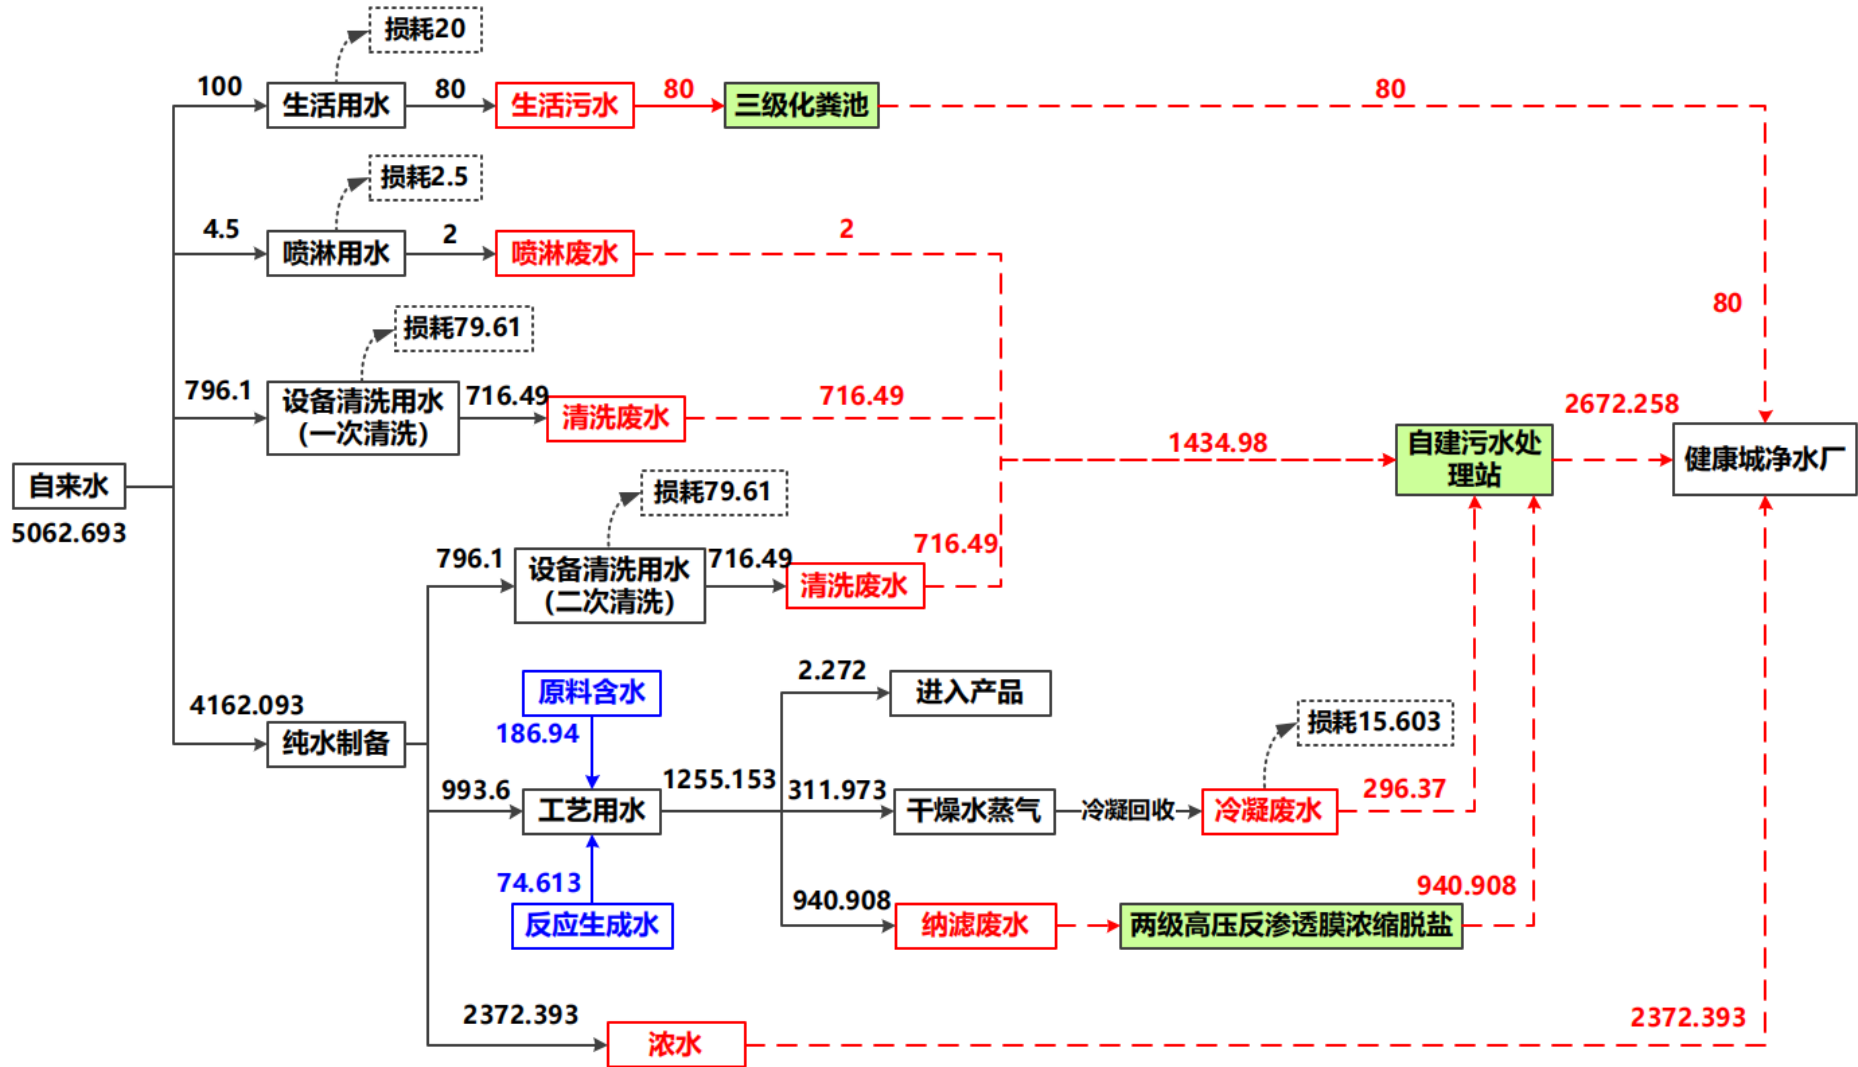 损耗20
100
生活用水
80
生活污水
80
三级化粪池
80
损耗2.5
4.5
喷淋用水
2
喷淋废水
2
80
损耗79.61
796.1
设备清洗用水
(一次清洗)
716.49
清洗废水
716.49
2672.258
1434.98
自建污水处
理站
健康城净水厂
自来水
5062.693
损耗79.61
796.1
设备清洗用水
(二次清洗)
716.49
清洗废水
716.49
原料含水
186.94
2.272
进入产品
4162.093
纯水制备
损耗15.603
993.6
工艺用水
1255.153
311.973
干燥水蒸气
冷凝回收
冷凝废水
296.37
74.613
反应生成水
940.908
纳滤废水
两级高压反渗透膜浓缩脱盐
940.908
2372.393
浓水
2372.393